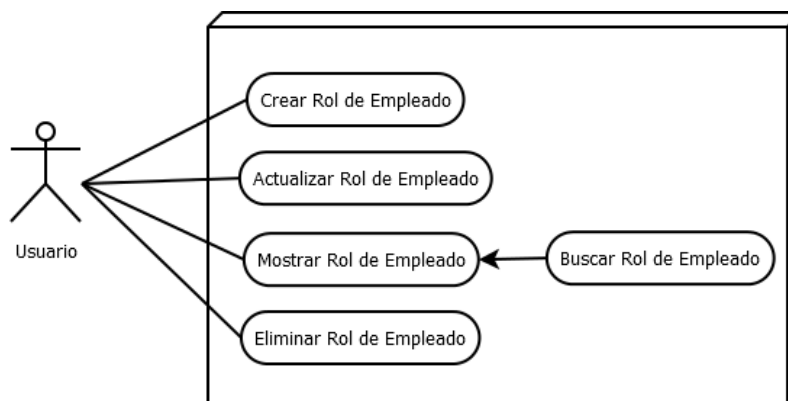 Crear Rol de Empleado
Actualizar Rol de Empleado
Usuario
Mostrar Rol de Empleado
Buscar Rol de Empleado
Eliminar Rol de Empleado